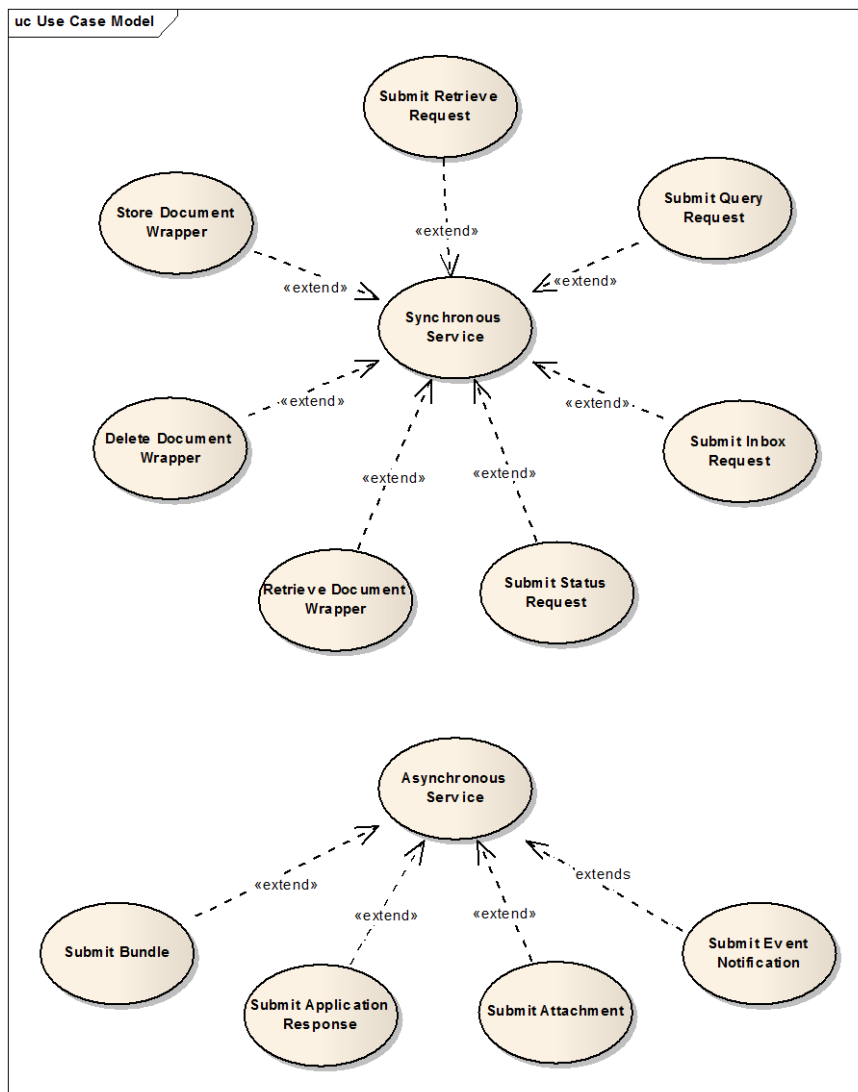 uc Use Case Model
Submit Retrieve
Request
Submit Query
Request
Store Document
Wrapper
«extend»
«extend»
«extend»
Synchronous
Service
Delete Document
Wrapper
«extend»
«extend»
Submit Inbox
Request
«extend»
«extend»
Retrieve Document
Wrapper
Submit Status
Request
Asynchronous
Service
«extend»
«extend»
«extend»
extends
Submit Bundle
Submit Application
Response
Submit Attachment
Submit Event
Notification